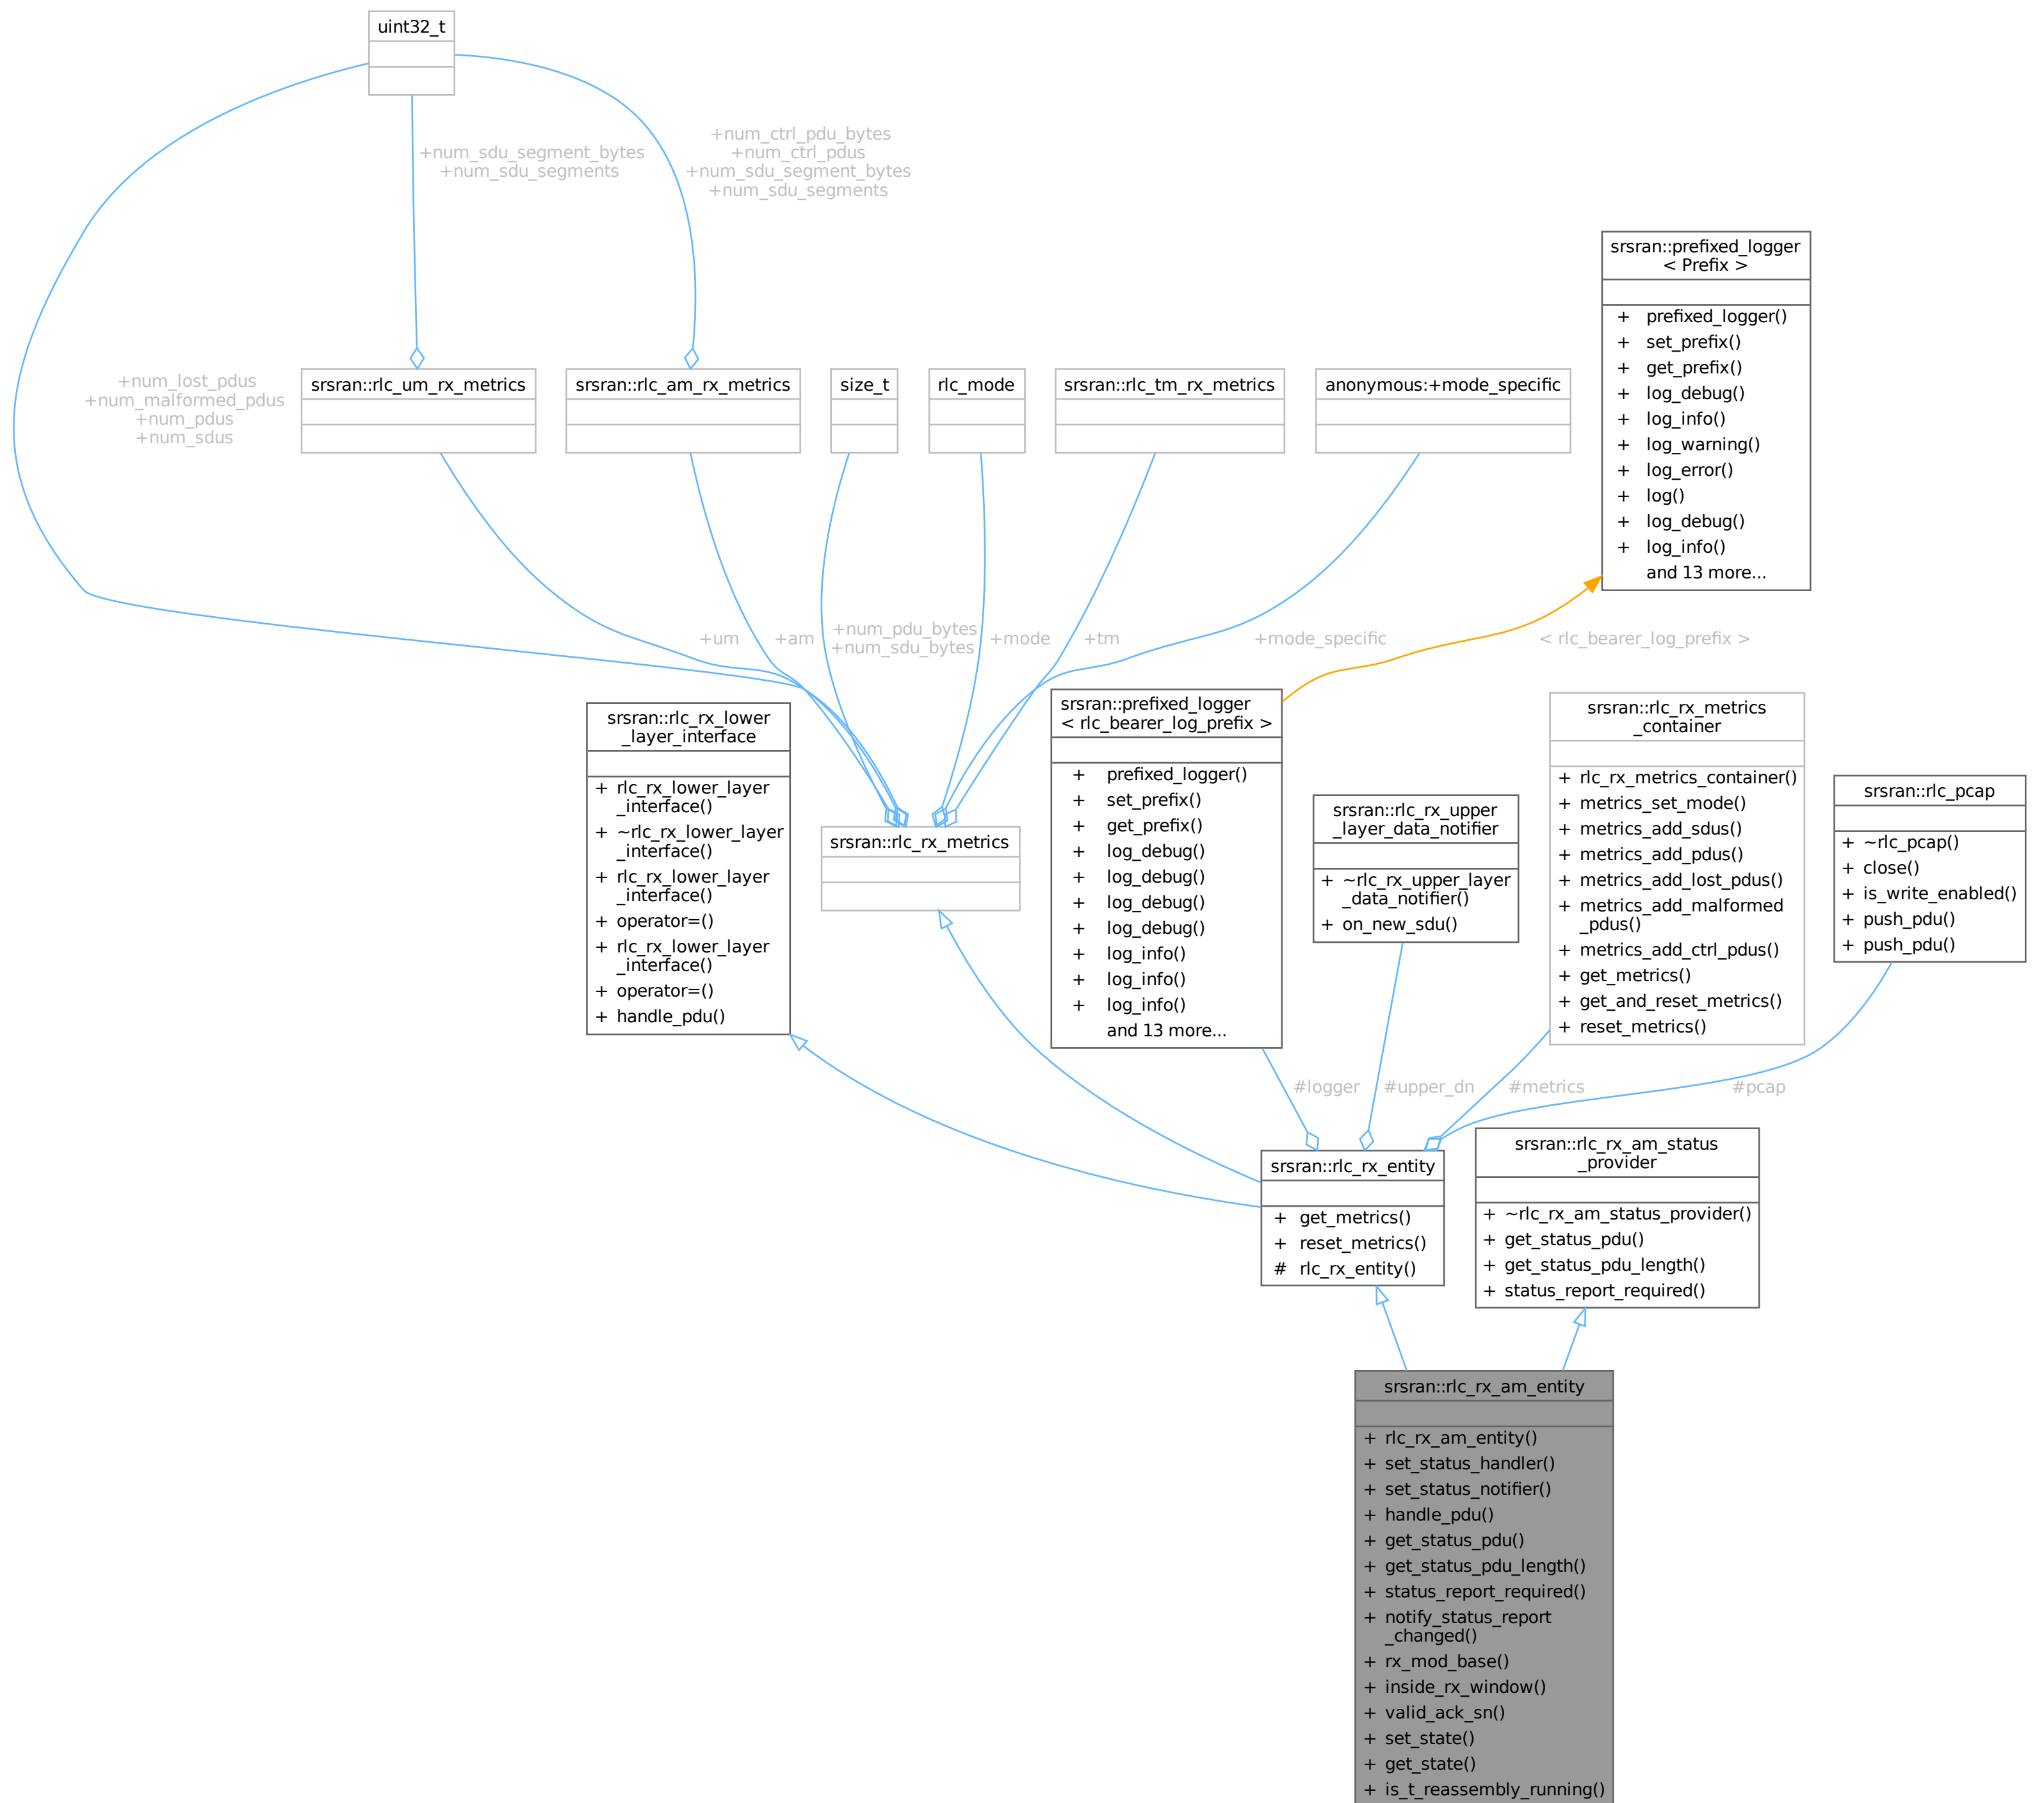 uint32_t
+num_ctrl_pdu_bytes
+num_ctrl_pdus
+num_sdu_segment_bytes
+num_sdu_segments
+num_sdu_segment_bytes
+num_sdu_segments
srsran::prefixed_logger
< Prefix >
+ prefixed_logger()
+ set_prefix()
+ get_prefix()
+ log_debug()
+ log_info()
+ log_warning()
+ log_error()
+ log()
+ log_debug()
+ log_info()
and 13 more...
+num_lost_pdus
+num_malformed_pdus
+num_pdus
+num_sdus
srsran::rlc_um_rx_metrics
srsran::rlc_am_rx_metrics
size_t
rlc_mode
srsran::rlc_tm_rx_metrics
anonymous:+mode_specific
+um
+am
+num_pdu_bytes
+num_sdu_bytes
+mode
+tm
+mode_specific
< rlc_bearer_log_prefix >
srsran::rlc_rx_lower
_layer_interface
+ rlc_rx_lower_layer
_interface()
+ ~rlc_rx_lower_layer
_interface()
+ rlc_rx_lower_layer
_interface()
+ operator=()
+ rlc_rx_lower_layer
_interface()
+ operator=()
+ handle_pdu()
srsran::rlc_rx_metrics
srsran::prefixed_logger
< rlc_bearer_log_prefix >
+ prefixed_logger()
+ set_prefix()
+ get_prefix()
+ log_debug()
+ log_debug()
+ log_debug()
+ log_debug()
+ log_info()
+ log_info()
+ log_info()
and 13 more...
srsran::rlc_rx_upper
_layer_data_notifier
+ ~rlc_rx_upper_layer
_data_notifier()
+ on_new_sdu()
srsran::rlc_rx_metrics
_container
+ rlc_rx_metrics_container()
+ metrics_set_mode()
+ metrics_add_sdus()
+ metrics_add_pdus()
+ metrics_add_lost_pdus()
+ metrics_add_malformed
_pdus()
+ metrics_add_ctrl_pdus()
+ get_metrics()
+ get_and_reset_metrics()
+ reset_metrics()
srsran::rlc_pcap
+ ~rlc_pcap()
+ close()
+ is_write_enabled()
+ push_pdu()
+ push_pdu()
#logger
#upper_dn
#metrics
#pcap
srsran::rlc_rx_entity
+ get_metrics()
+ reset_metrics()
# rlc_rx_entity()
srsran::rlc_rx_am_status
_provider
+ ~rlc_rx_am_status_provider()
+ get_status_pdu()
+ get_status_pdu_length()
+ status_report_required()
srsran::rlc_rx_am_entity
+ rlc_rx_am_entity()
+ set_status_handler()
+ set_status_notifier()
+ handle_pdu()
+ get_status_pdu()
+ get_status_pdu_length()
+ status_report_required()
+ notify_status_report
_changed()
+ rx_mod_base()
+ inside_rx_window()
+ valid_ack_sn()
+ set_state()
+ get_state()
+ is_t_reassembly_running()